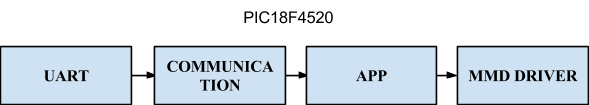 PIC18F4520
UART
COMMUNICA
TION
APP
MMD DRIVER